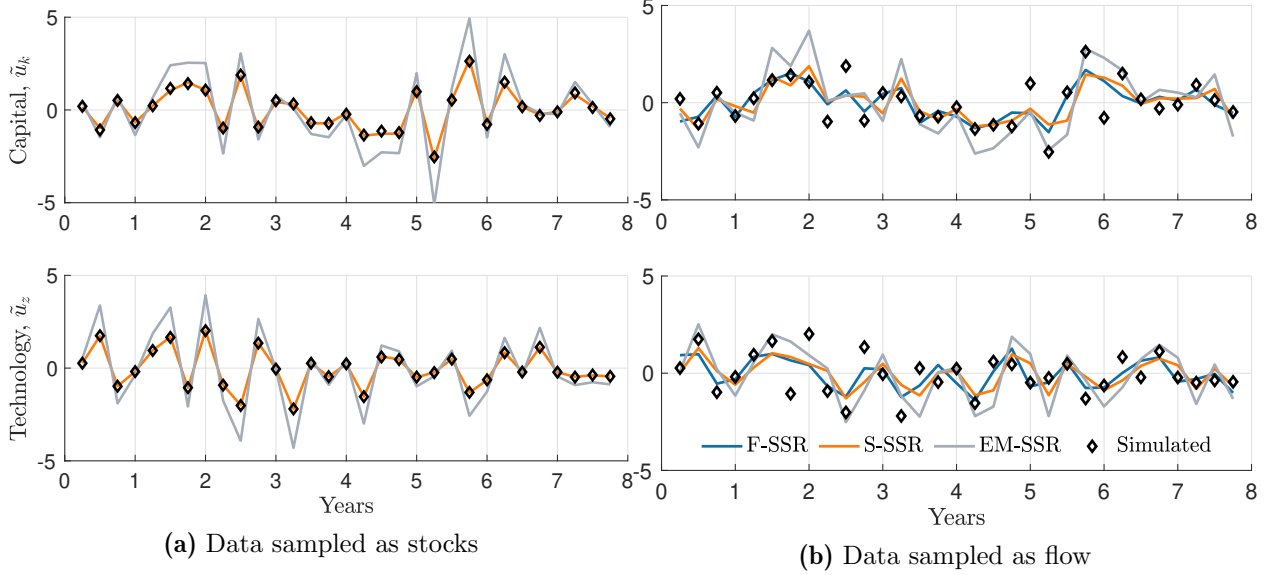 5
0
-5
0 1 2 3 4 5 6 7 8
Capital, ũₖ
5
0
-5
0 1 2 3 4 5 6 7 8
Technology, ũ_z
Years
(a) Data sampled as stocks
5
0
-5
0 1 2 3 4 5 6 7 8
5
0
-5
0 1 2 3 4 5 6 7 8
F-SSR S-SSR EM-SSR Simulated
Years
(b) Data sampled as flow